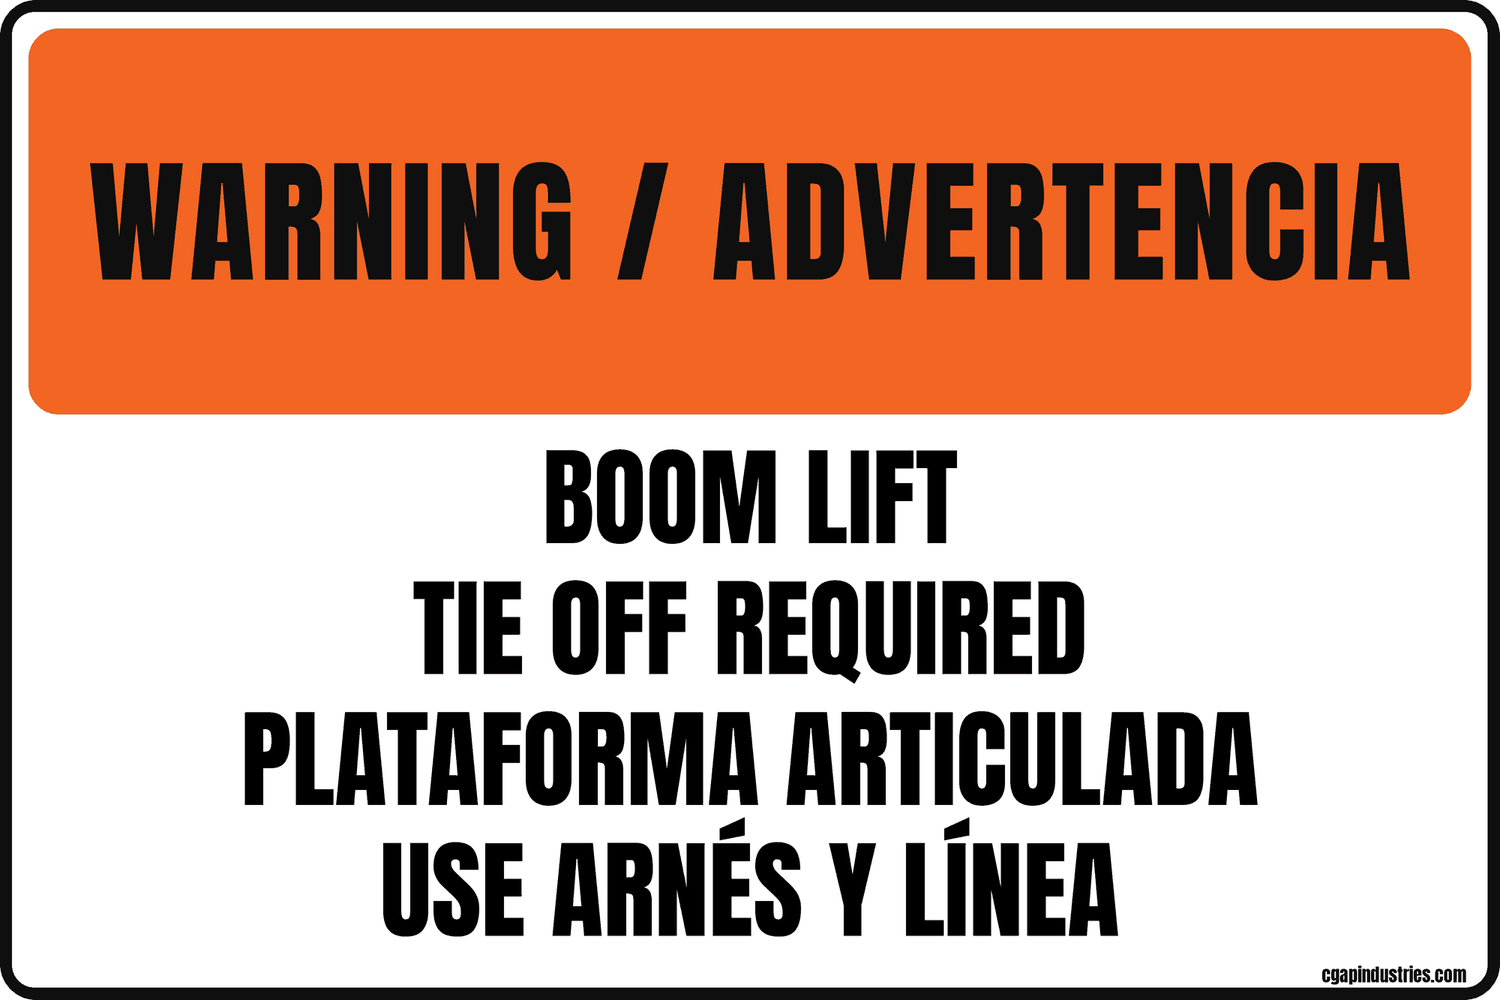 WARNING / ADVERTENCIA
BOOM LIFT
TIE OFF REQUIRED
PLATAFORMA ARTICULADA
USE ARNÉS Y LÍNEA
cgapindustries.com